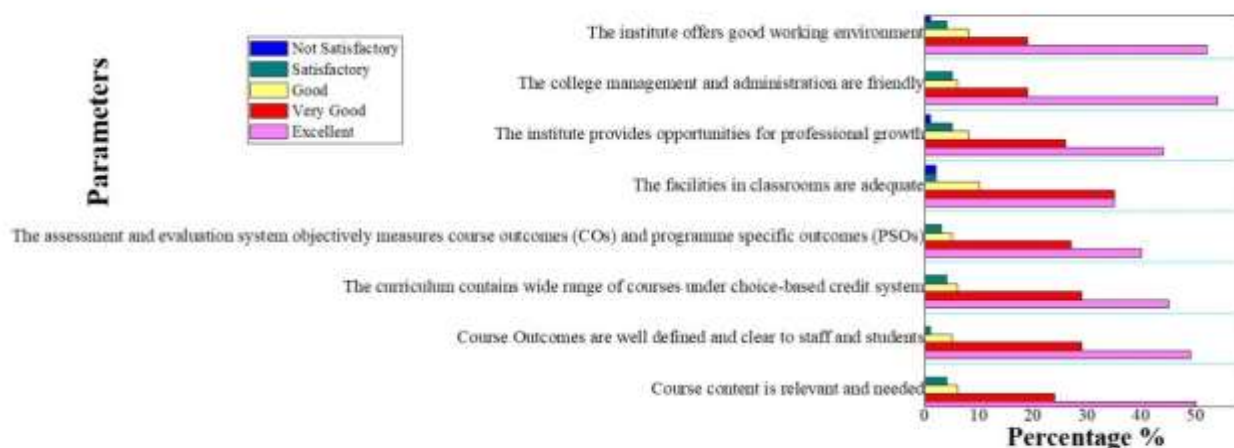 Parameters
Not Satisfactory
Satisfactory
Good
Very Good
Excellent
The institute offers good working environment
The college management and administration are friendly
The institute provides opportunities for professional growth
The facilities in classrooms are adequate
The assessment and evaluation system objectively measures course outcomes (COs) and programme specific outcomes (PSOs)
The curriculum contains wide range of courses under choice-based credit system
Course Outcomes are well defined and clear to staff and students
Course content is relevant and needed
0 10 20 30 40 50
Percentage %